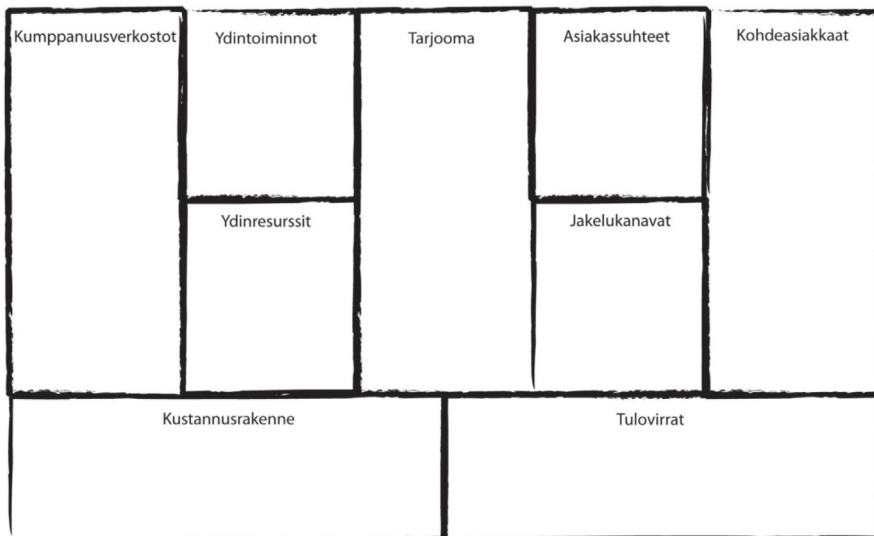 Kumppanuusverkostot
Ydintoiminnot
Tarjooma
Asiakassuhteet
Kohdeasiakkaat
Ydinresurssit
Jakelukanavat
Kustannusrakenne
Tulovirrat